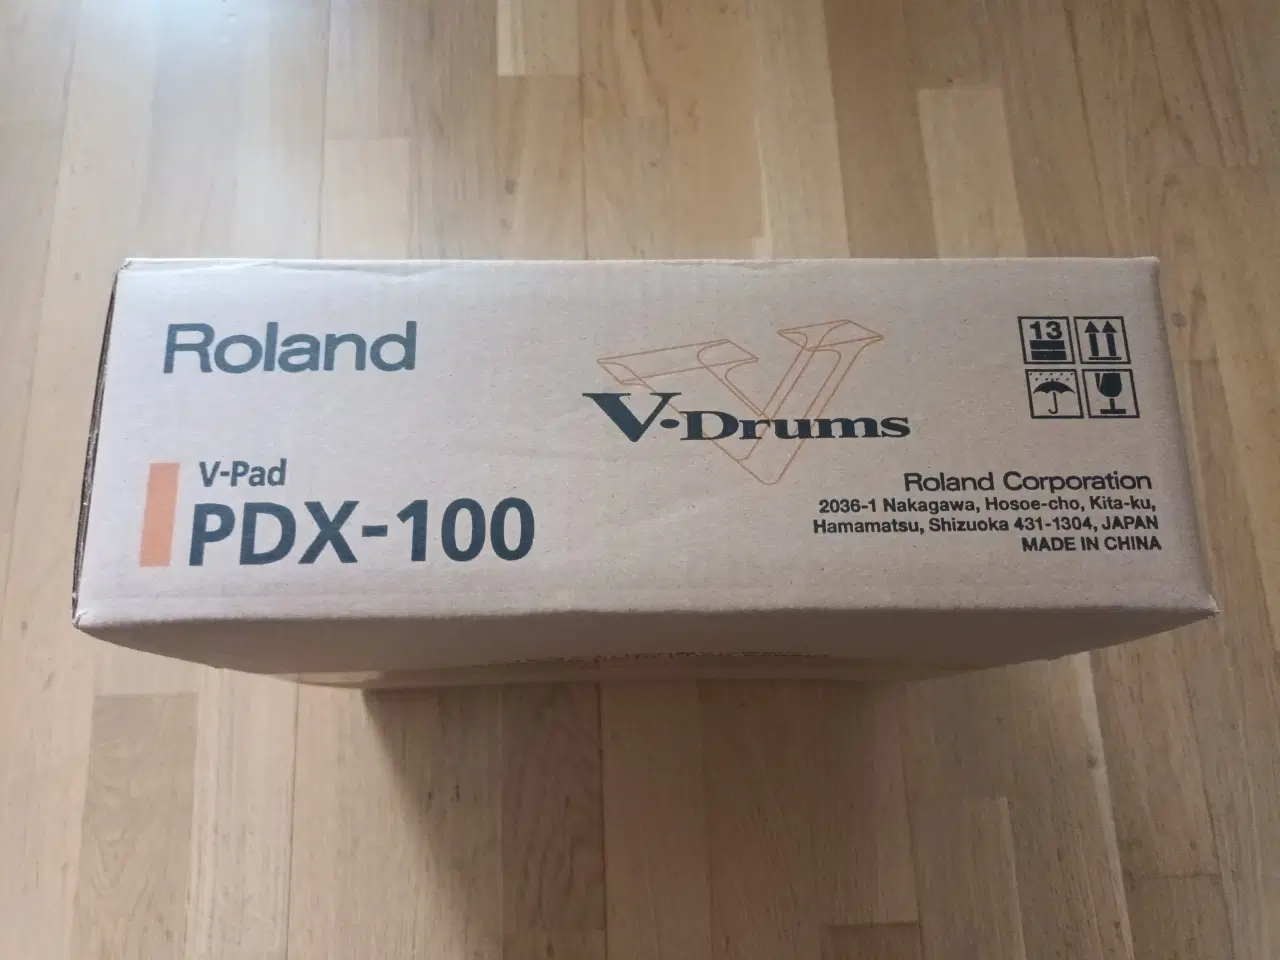 Roland
V-Drums
13
V-Pad
PDX-100
Roland Corporation
2036-1 Nakagawa, Hosoe-cho, Kita-ku,
Hamamatsu, Shizuoka 431-1304, JAPAN
MADE IN CHINA